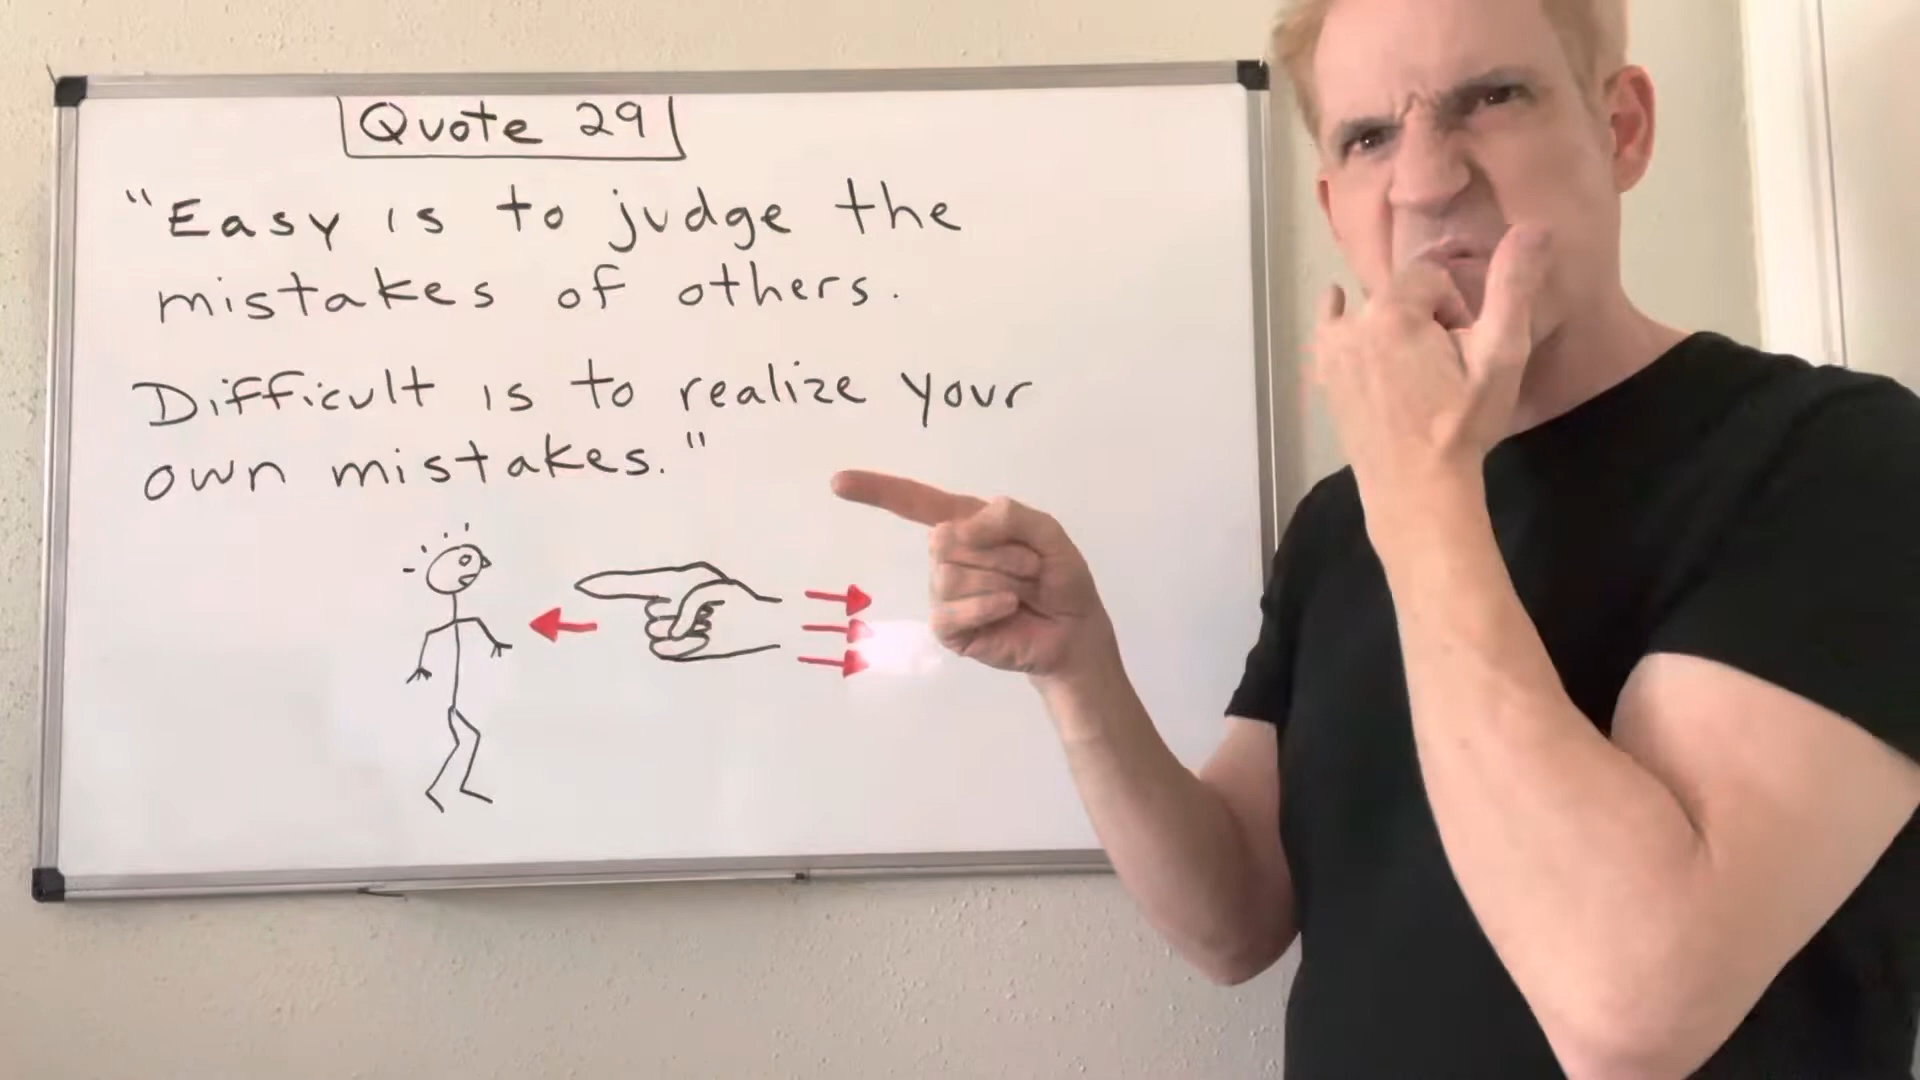 Quote 29
"Easy is to judge the
mistakes of others.
Difficult is to realize your
own mistakes."